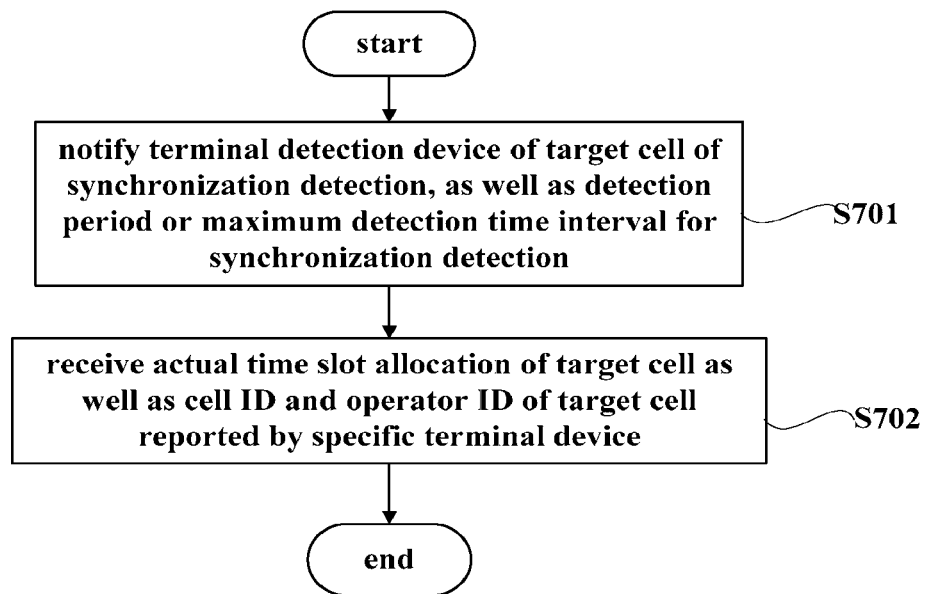 start
notify terminal detection device of target cell of
synchronization detection, as well as detection
period or maximum detection time interval for
synchronization detection
S701
receive actual time slot allocation of target cell as
well as cell ID and operator ID of target cell
reported by specific terminal device
S702
end